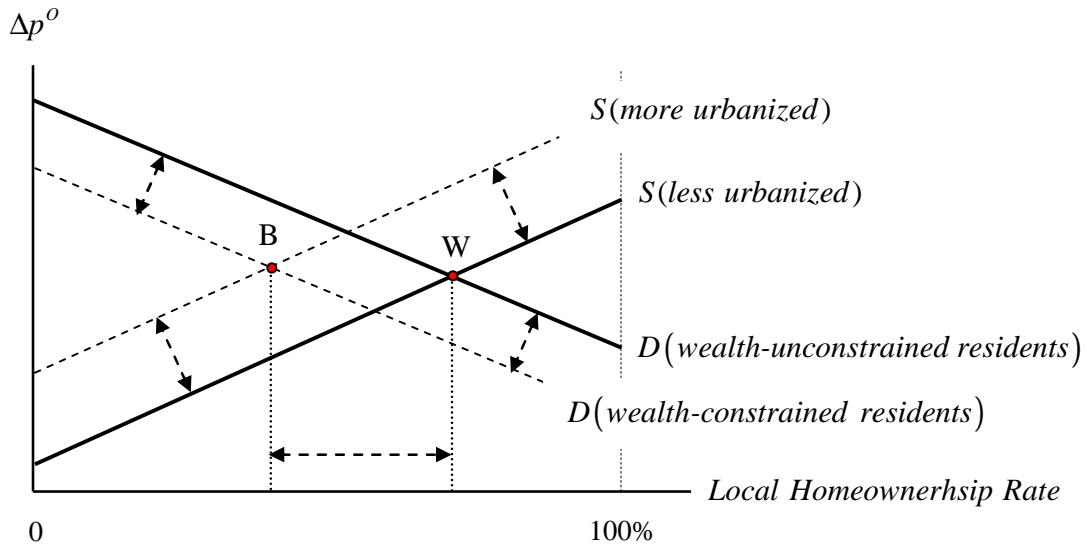 Δp^o
S(more urbanized)
S(less urbanized)
B
W
D(wealth-unconstrained residents)
D(wealth-constrained residents)
Local Homeownerhsip Rate
0
100%